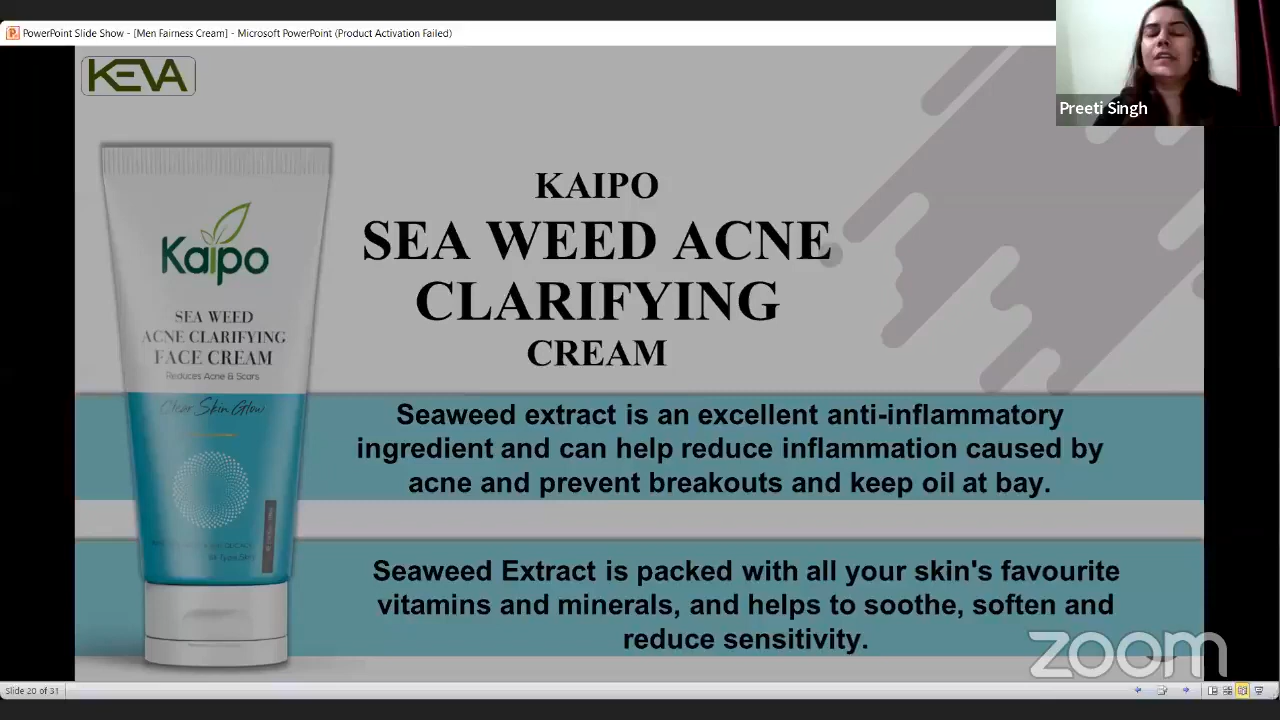 PowerPoint Slide Show - [Men Fairness Cream] - Microsoft PowerPoint (Product Activation Failed)
Preeti Singh
KEVA
KAIPO
SEA WEED ACNE
CLARIFYING
CREAM
Kaipo
SEA WEED
ACNE CLARIFYING
FACE CREAM
Reduces Acne & Scars
Clear Skin Glow
Seaweed extract is an excellent anti-inflammatory
ingredient and can help reduce inflammation caused by
acne and prevent breakouts and keep oil at bay.
Seaweed Extract is packed with all your skin's favourite
vitamins and minerals, and helps to soothe, soften and
reduce sensitivity.
zoom
Slide 20 of 31